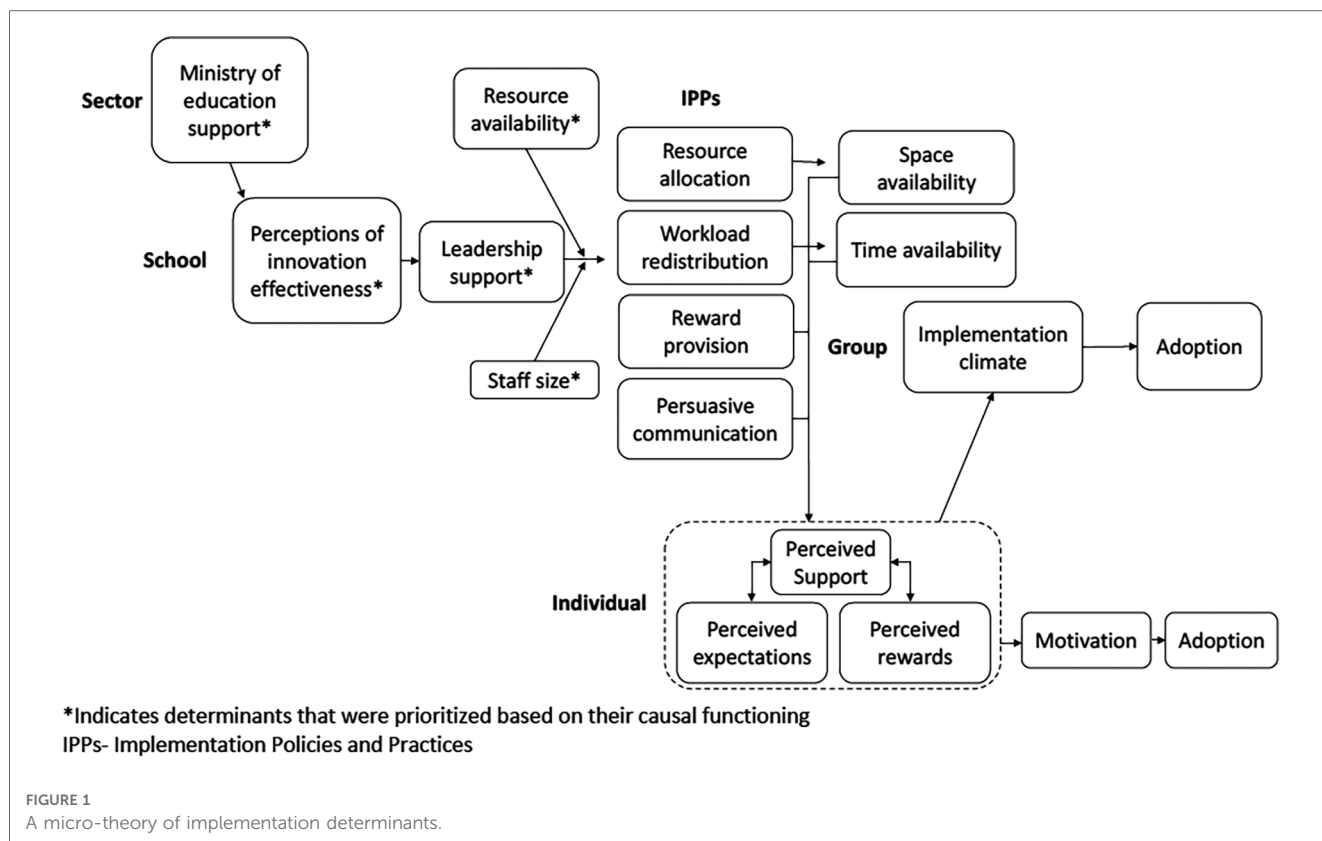 Sector
Ministry of
education
support*
Resource
availability*
IPPs
Resource
allocation
Space
availability
School
Perceptions of
innovation
effectiveness*
Leadership
support*
Workload
redistribution
Time availability
Reward
provision
Staff size*
Persuasive
communication
Group
Implementation
climate
Adoption
Individual
Perceived
Support
Perceived
expectations
Perceived
rewards
Motivation
Adoption
*Indicates determinants that were prioritized based on their causal functioning
IPPs- Implementation Policies and Practices
FIGURE 1
A micro-theory of implementation determinants.